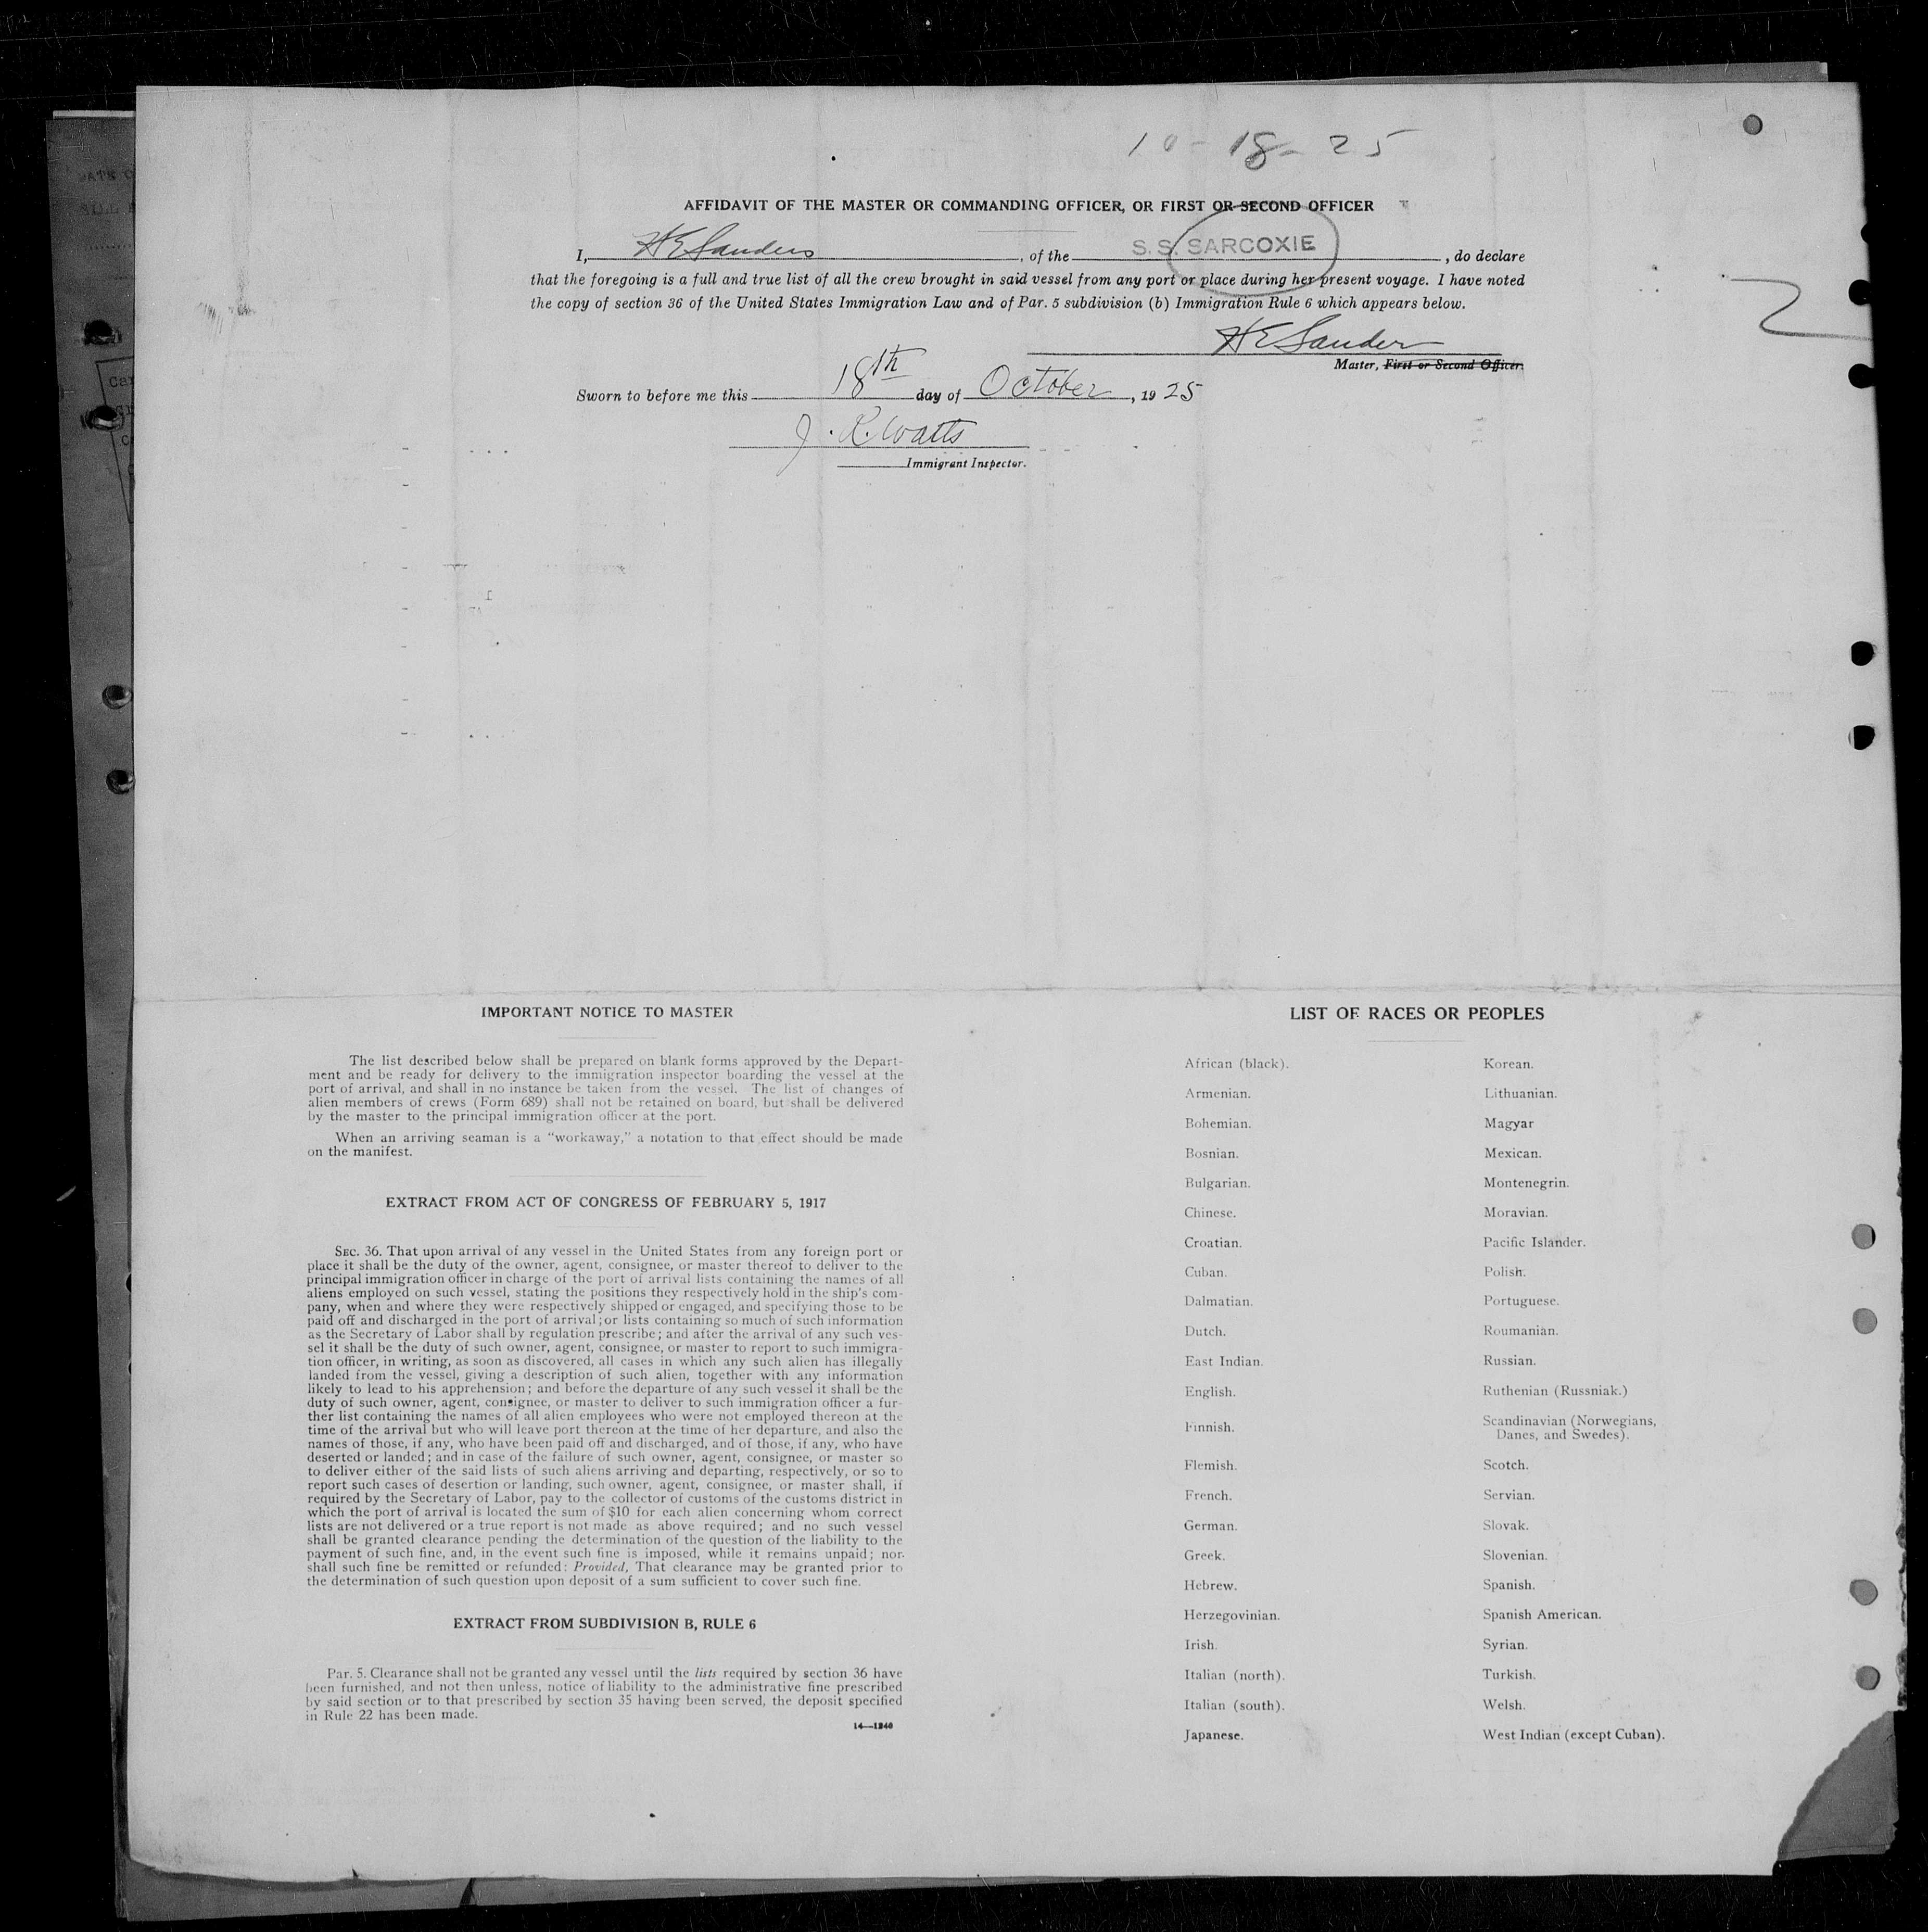 10-18-25
AFFIDAVIT OF THE MASTER OR COMMANDING OFFICER, OR FIRST OR SECOND OFFICER
I, H E Sanders, of the S. S. SARCOXIE, do declare
that the foregoing is a full and true list of all the crew brought in said vessel from any port or place during her present voyage. I have noted
the copy of section 36 of the United States Immigration Law and of Par. 5 subdivision (b) Immigration Rule 6 which appears below.
H E Sanders
Master, First or Second Officer.
Sworn to before me this 18th day of October, 1925
J. R. Watts
Immigrant Inspector.
IMPORTANT NOTICE TO MASTER
The list described below shall be prepared on blank forms approved by the Depart-
ment and be ready for delivery to the immigration inspector boarding the vessel at the
port of arrival, and shall in no instance be taken from the vessel. The list of changes of
alien members of crews (Form 689) shall not be retained on board, but shall be delivered
by the master to the principal immigration officer at the port.
When an arriving seaman is a "workaway," a notation to that effect should be made
on the manifest.
EXTRACT FROM ACT OF CONGRESS OF FEBRUARY 5, 1917
SEC. 36. That upon arrival of any vessel in the United States from any foreign port or
place it shall be the duty of the owner, agent, consignee, or master thereof to deliver to the
principal immigration officer in charge of the port of arrival lists containing the names of all
aliens employed on such vessel, stating the positions they respectively hold in the ship's com-
pany, when and where they were respectively shipped or engaged, and specifying those to be
paid off and discharged in the port of arrival; or lists containing so much of such information
as the Secretary of Labor shall by regulation prescribe; and after the arrival of any such ves-
sel it shall be the duty of such owner, agent, consignee, or master to report to such immigra-
tion officer, in writing, as soon as discovered, all cases in which any such alien has illegally
landed from the vessel, giving a description of such alien, together with any information
likely to lead to his apprehension; and before the departure of any such vessel it shall be the
duty of such owner, agent, consignee, or master to deliver to such immigration officer a fur-
ther list containing the names of all alien employees who were not employed thereon at the
time of the arrival but who will leave port thereon at the time of her departure, and also the
names of those, if any, who have been paid off and discharged, and of those, if any, who have
deserted or landed; and in case of the failure of such owner, agent, consignee, or master so
to deliver either of the said lists of such aliens arriving and departing, respectively, or so to
report such cases of desertion or landing, such owner, agent, consignee, or master shall, if
required by the Secretary of Labor, pay to the collector of customs of the customs district in
which the port of arrival is located the sum of $10 for each alien concerning whom correct
lists are not delivered or a true report is not made as above required; and no such vessel
shall be granted clearance pending the determination of the question of the liability to the
payment of such fine, and, in the event such fine is imposed, while it remains unpaid; nor
shall such fine be remitted or refunded: Provided, That clearance may be granted prior to
the determination of such question upon deposit of a sum sufficient to cover such fine.
EXTRACT FROM SUBDIVISION B, RULE 6
Par. 5. Clearance shall not be granted any vessel until the lists required by section 36 have
been furnished, and not then unless, notice of liability to the administrative fine prescribed
by said section or to that prescribed by section 35 having been served, the deposit specified
in Rule 22 has been made.
14—1240
LIST OF RACES OR PEOPLES
African (black).
Armenian.
Bohemian.
Bosnian.
Bulgarian.
Chinese.
Croatian.
Cuban.
Dalmatian.
Dutch.
East Indian.
English.
Finnish.
Flemish.
French.
German.
Greek.
Hebrew.
Herzegovinian.
Irish.
Italian (north).
Italian (south).
Japanese.
Korean.
Lithuanian.
Magyar
Mexican.
Montenegrin.
Moravian.
Pacific Islander.
Polish.
Portuguese.
Roumanian.
Russian.
Ruthenian (Russniak.)
Scandinavian (Norwegians,
Danes, and Swedes).
Scotch.
Servian.
Slovak.
Slovenian.
Spanish.
Spanish American.
Syrian.
Turkish.
Welsh.
West Indian (except Cuban).